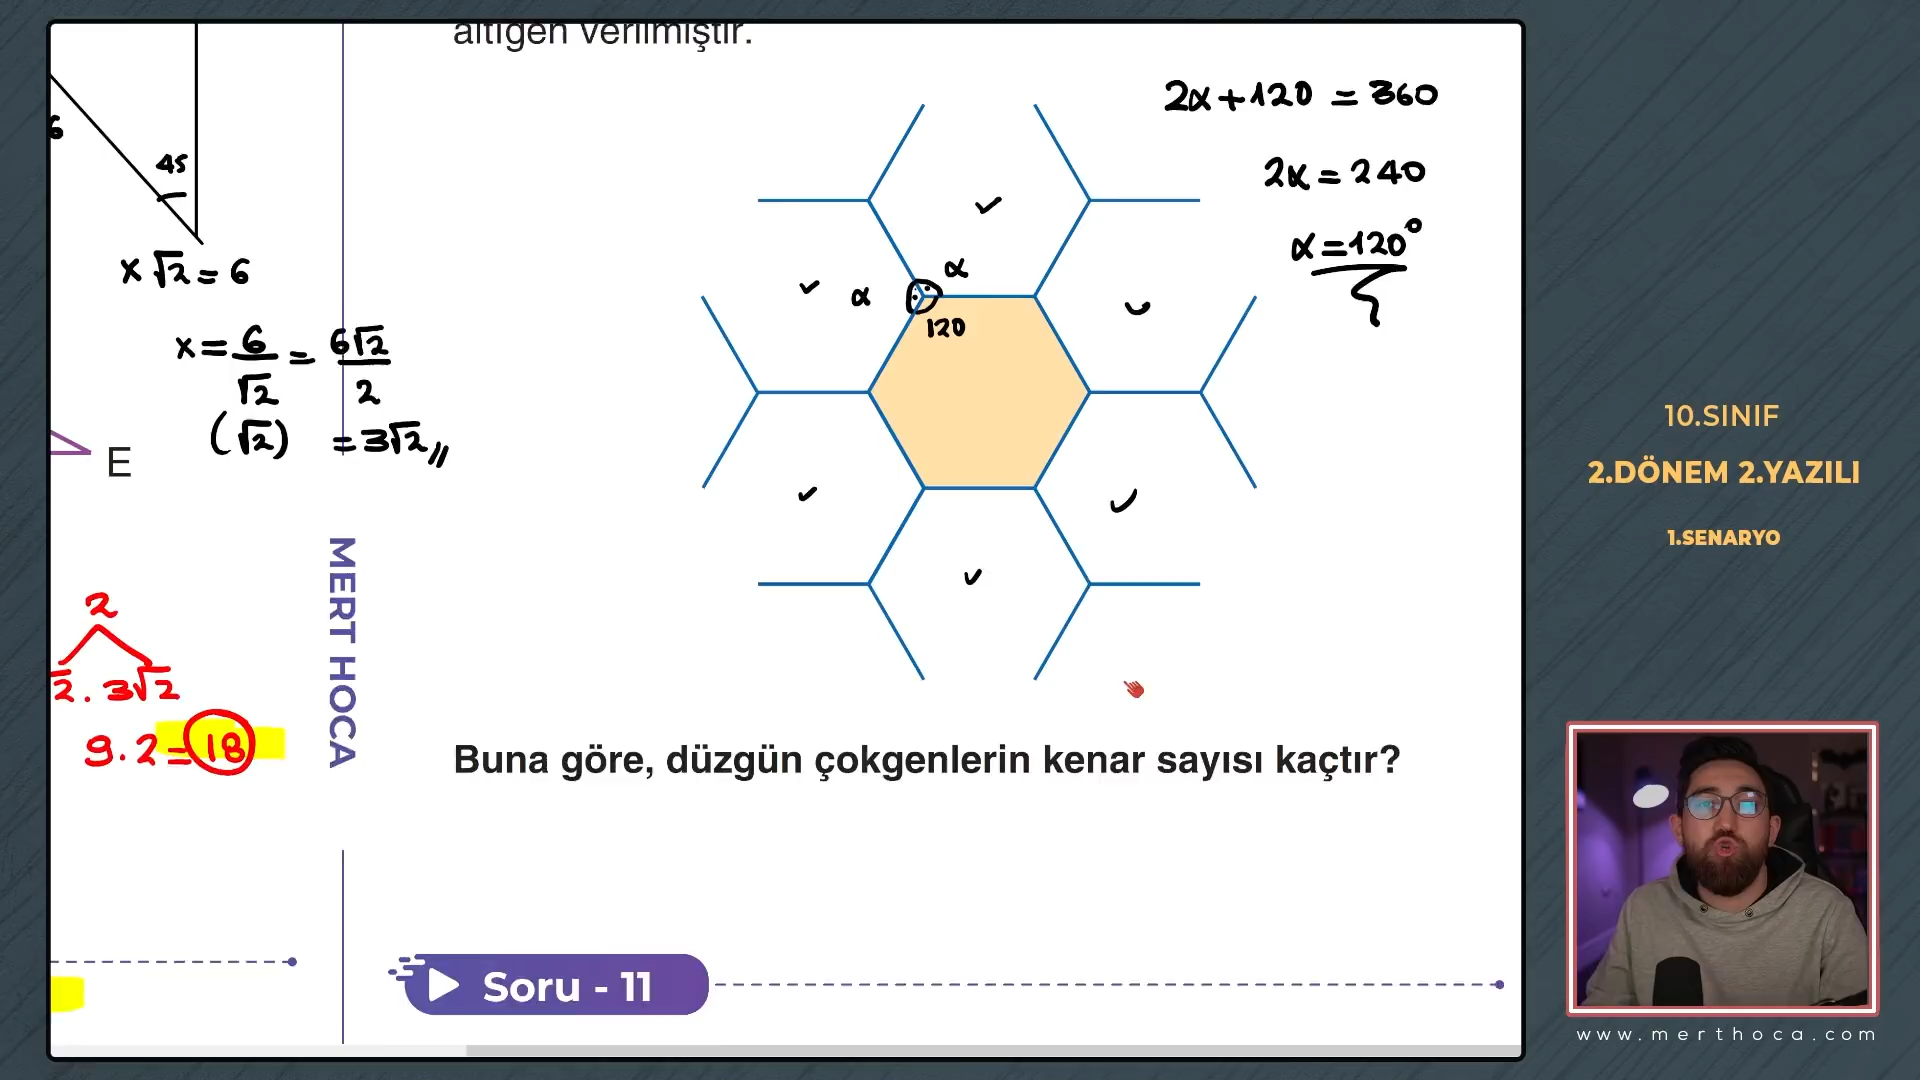 altıgen verilmiştir.
6
45
x√2 = 6
x = 6/√2 = 6√2/2
(√2) = 3√2 //
E
2
√2 . 3√2
9.2 = 18
MERT HOCA
α
α
120
2α + 120 = 360
2α = 240
α = 120°
Buna göre, düzgün çokgenlerin kenar sayısı kaçtır?
Soru - 11
10.SINIF
2.DÖNEM 2.YAZILI
1.SENARYO
www.merthoca.com